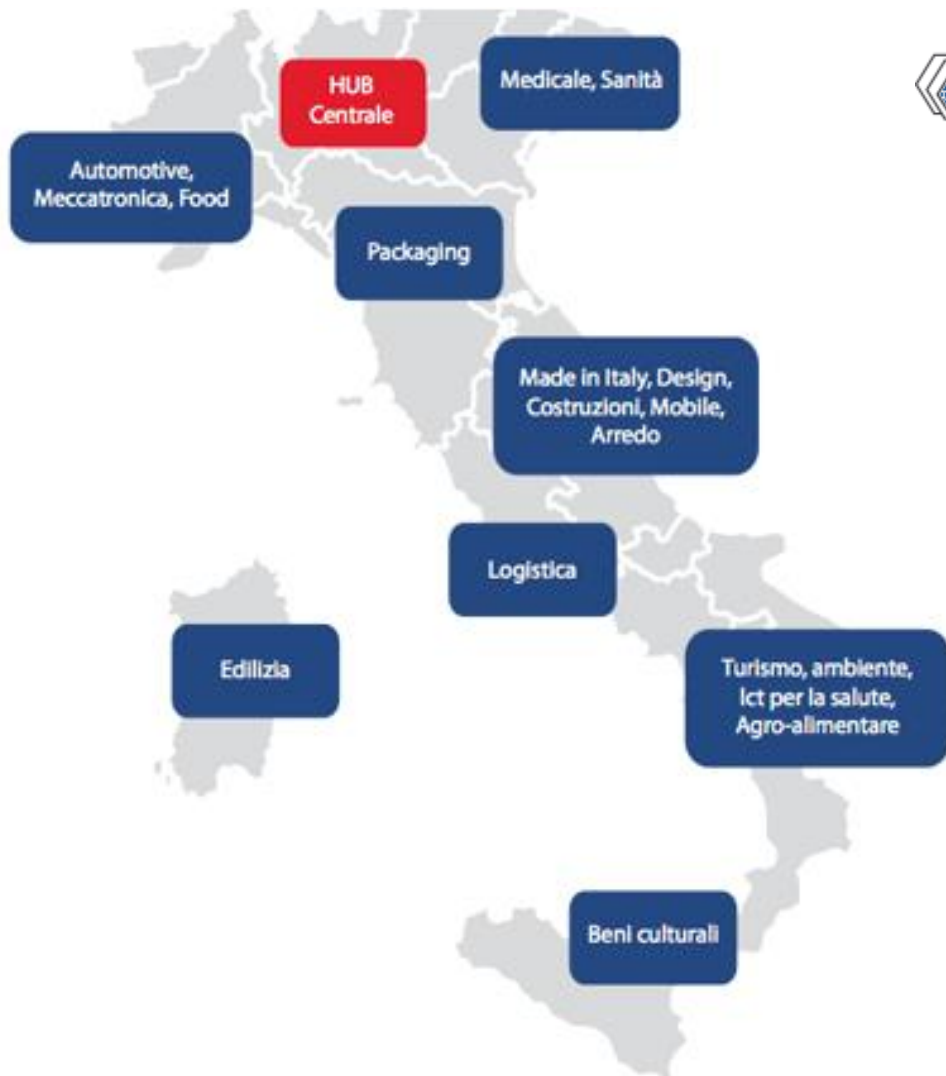 HUB
Centrale
Medicale, Sanità
Automotive,
Meccatronica, Food
Packaging
Made in Italy, Design,
Costruzioni, Mobile,
Arredo
Logistica
Edilizia
Turismo, ambiente,
Ict per la salute,
Agro-alimentare
Beni culturali